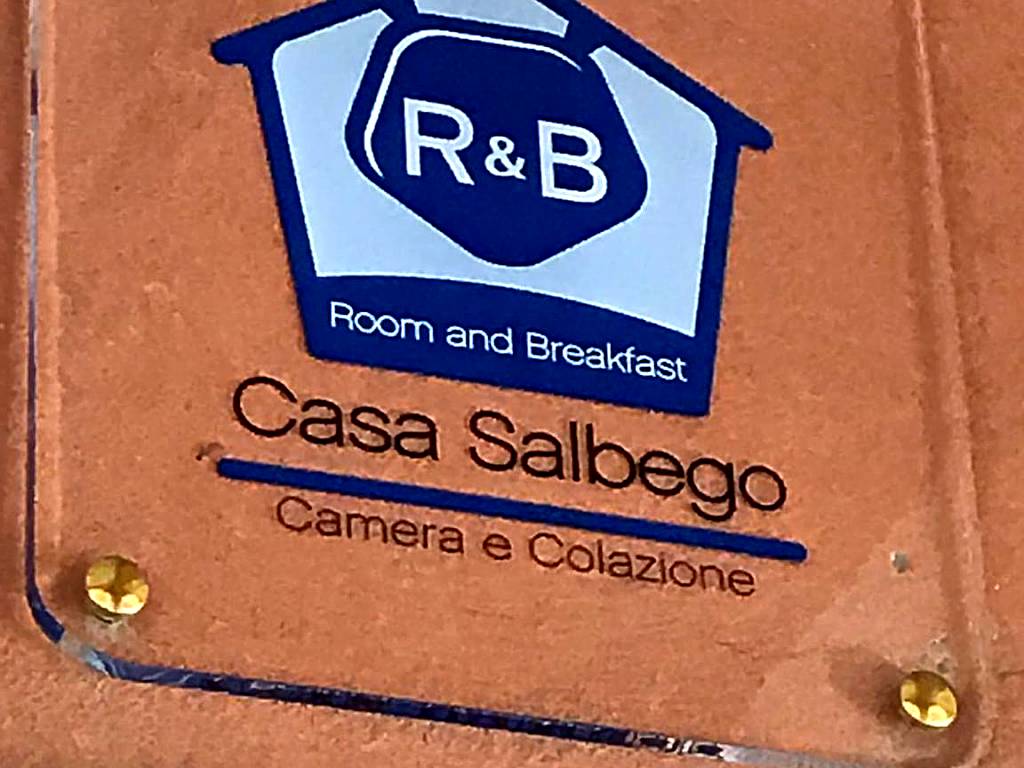 R&B
Room and Breakfast
Casa Salbego
Camera e Colazione